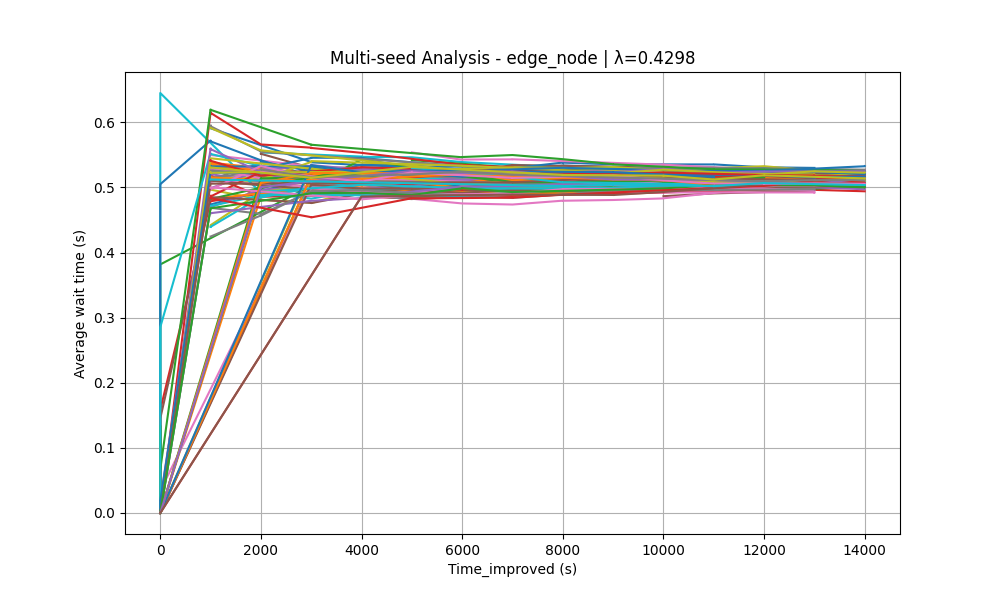 Multi-seed Analysis - edge_node | λ=0.4298
Average wait time (s)
0.6
0.5
0.4
0.3
0.2
0.1
0.0
0 2000 4000 6000 8000 10000 12000 14000
Time_improved (s)